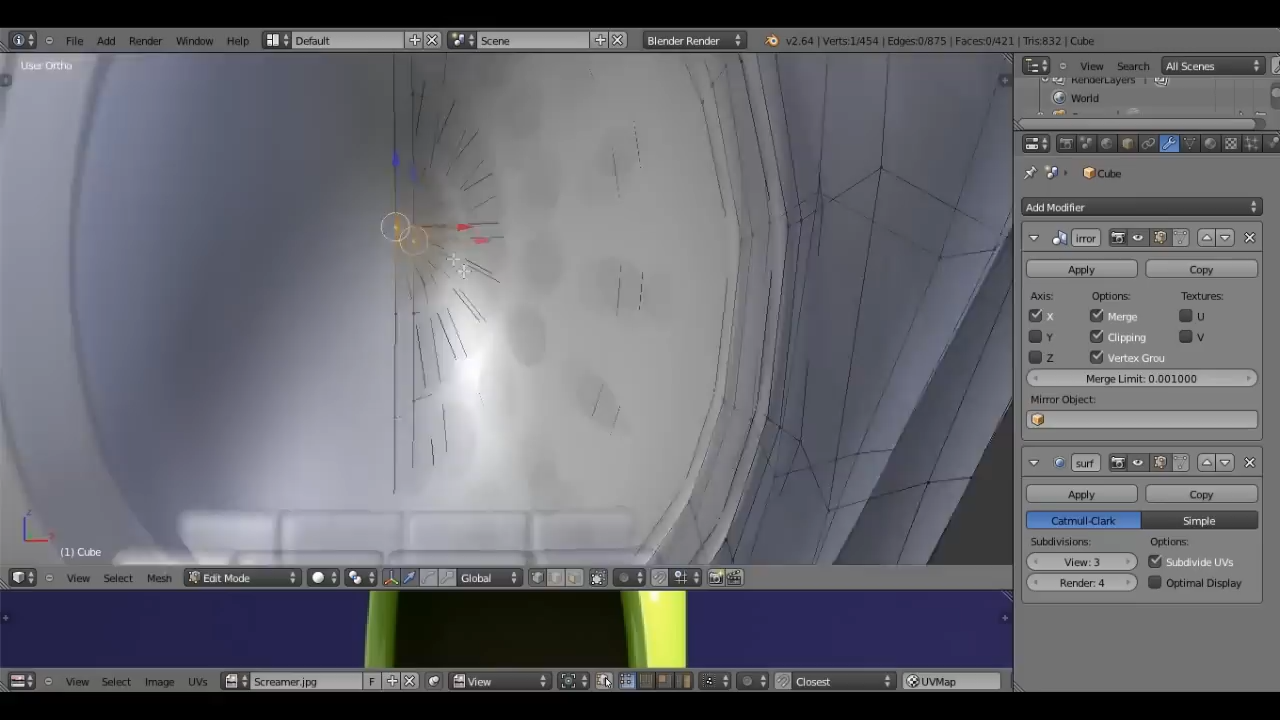 File Add Render Window Help Default Scene Blender Render v2.64 | Verts:1/454 | Edges:0/875 | Faces:0/421 | Tris:832 | Cube
User Ortho
View Search All Scenes
RenderLayers
World
Cube
Add Modifier
irror
Apply Copy
Axis: Options: Textures:
X Merge U
Y Clipping V
Z Vertex Grou
Merge Limit: 0.001000
Mirror Object:
surf
Apply Copy
Catmull-Clark Simple
Subdivisions: Options:
View: 3 Subdivide UVs
Render: 4 Optimal Display
(1) Cube
View Select Mesh Edit Mode Global
View Select Image UVs Screamer.jpg F View Closest UVMap